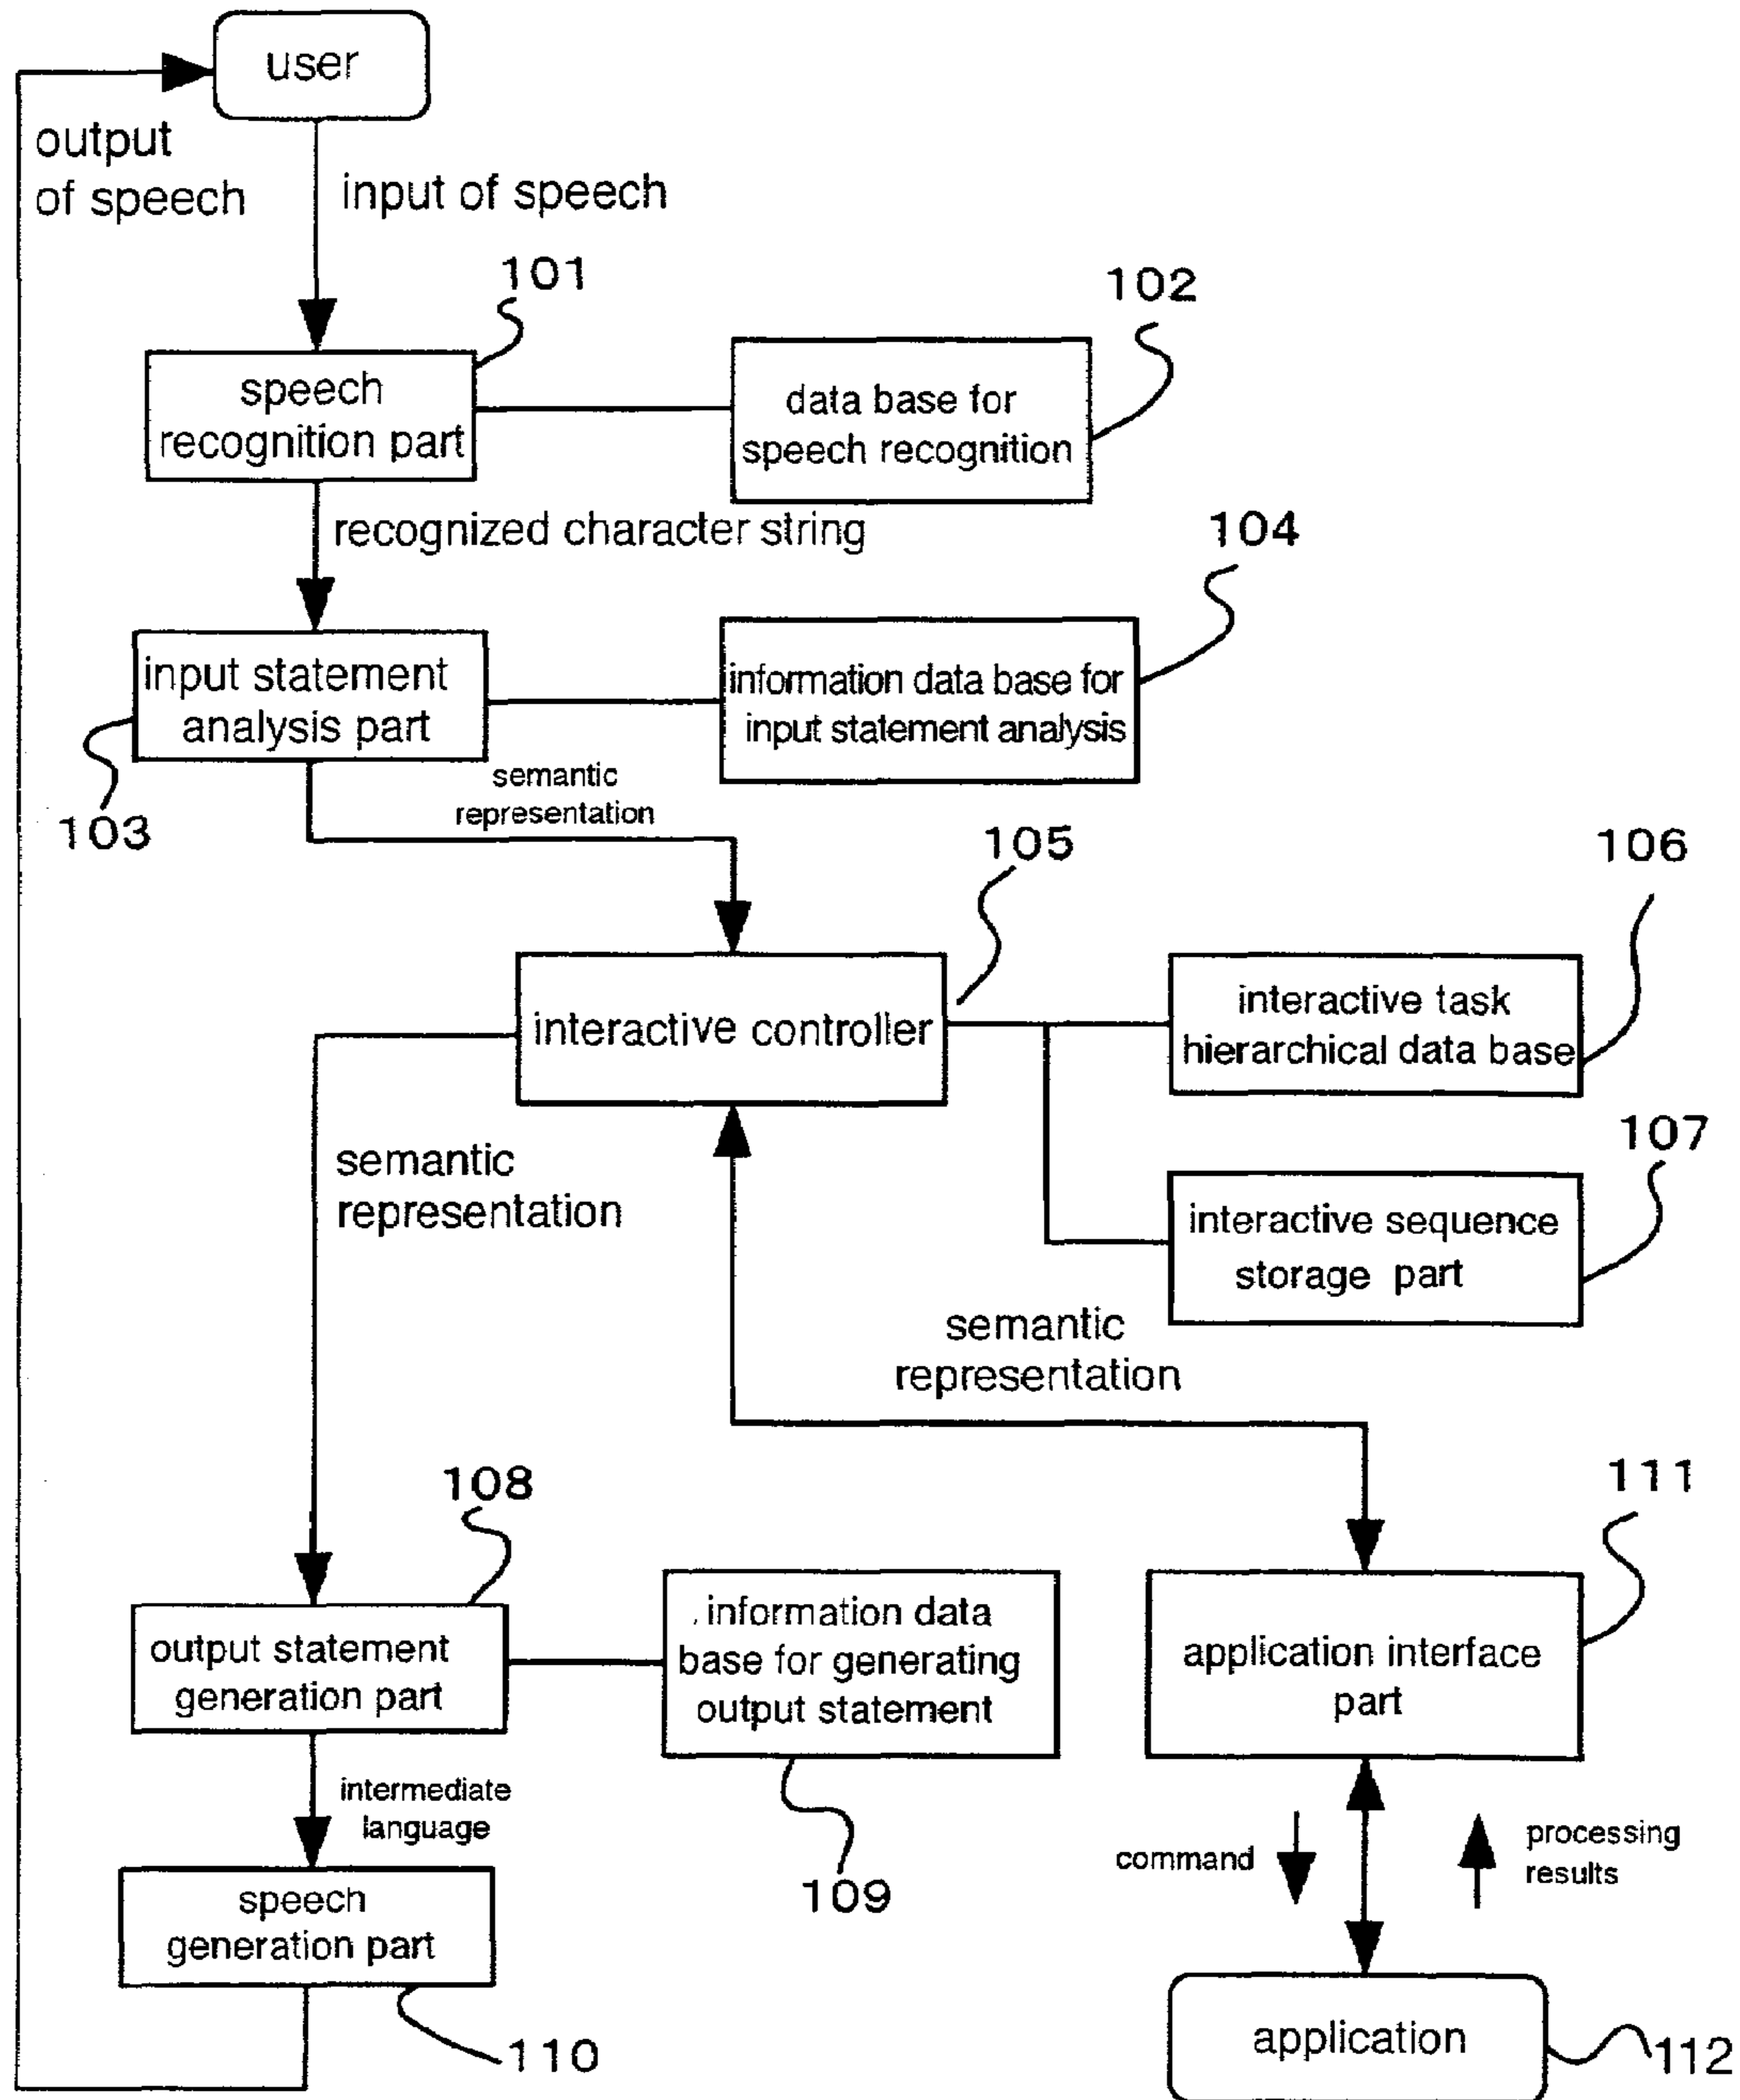 user
output
of speech
input of speech
101
102
speech
recognition part
data base for
speech recognition
recognized character string
104
input statement
analysis part
information data base for
input statement analysis
103
semantic
representation
105
106
interactive controller
interactive task
hierarchical data base
107
semantic
representation
interactive sequence
storage part
semantic
representation
108
111
output statement
generation part
information data
base for generating
output statement
application interface
part
intermediate
language
109
command
processing
results
speech
generation part
110
application
112